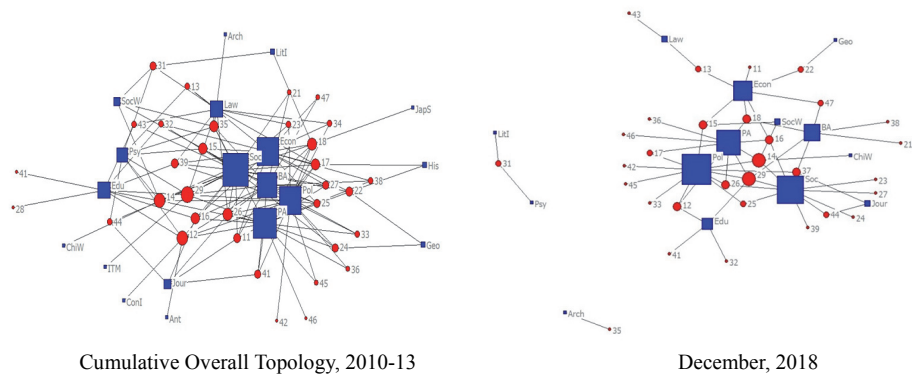 Arch
LitI
31
13
21
47
SocW
Law
JapS
43
32
35
23
34
Econ
15
18
Psy
Soc
17
His
39
41
Edu
BA
27
38
29
Pol
22
14
25
28
16
26
PA
44
12
11
33
Geo
24
ChiW
36
ITM
41
Jour
45
ConI
Ant
42
46
43
Law
Geo
13
11
22
Econ
47
36
15
18
SocW
38
46
PA
16
BA
21
LitI
17
14
ChiW
31
42
Pol
37
29
23
45
26
Soc
27
Psy
33
12
25
Jour
44
24
Edu
39
41
32
Arch
35
Cumulative Overall Topology, 2010-13
December, 2018